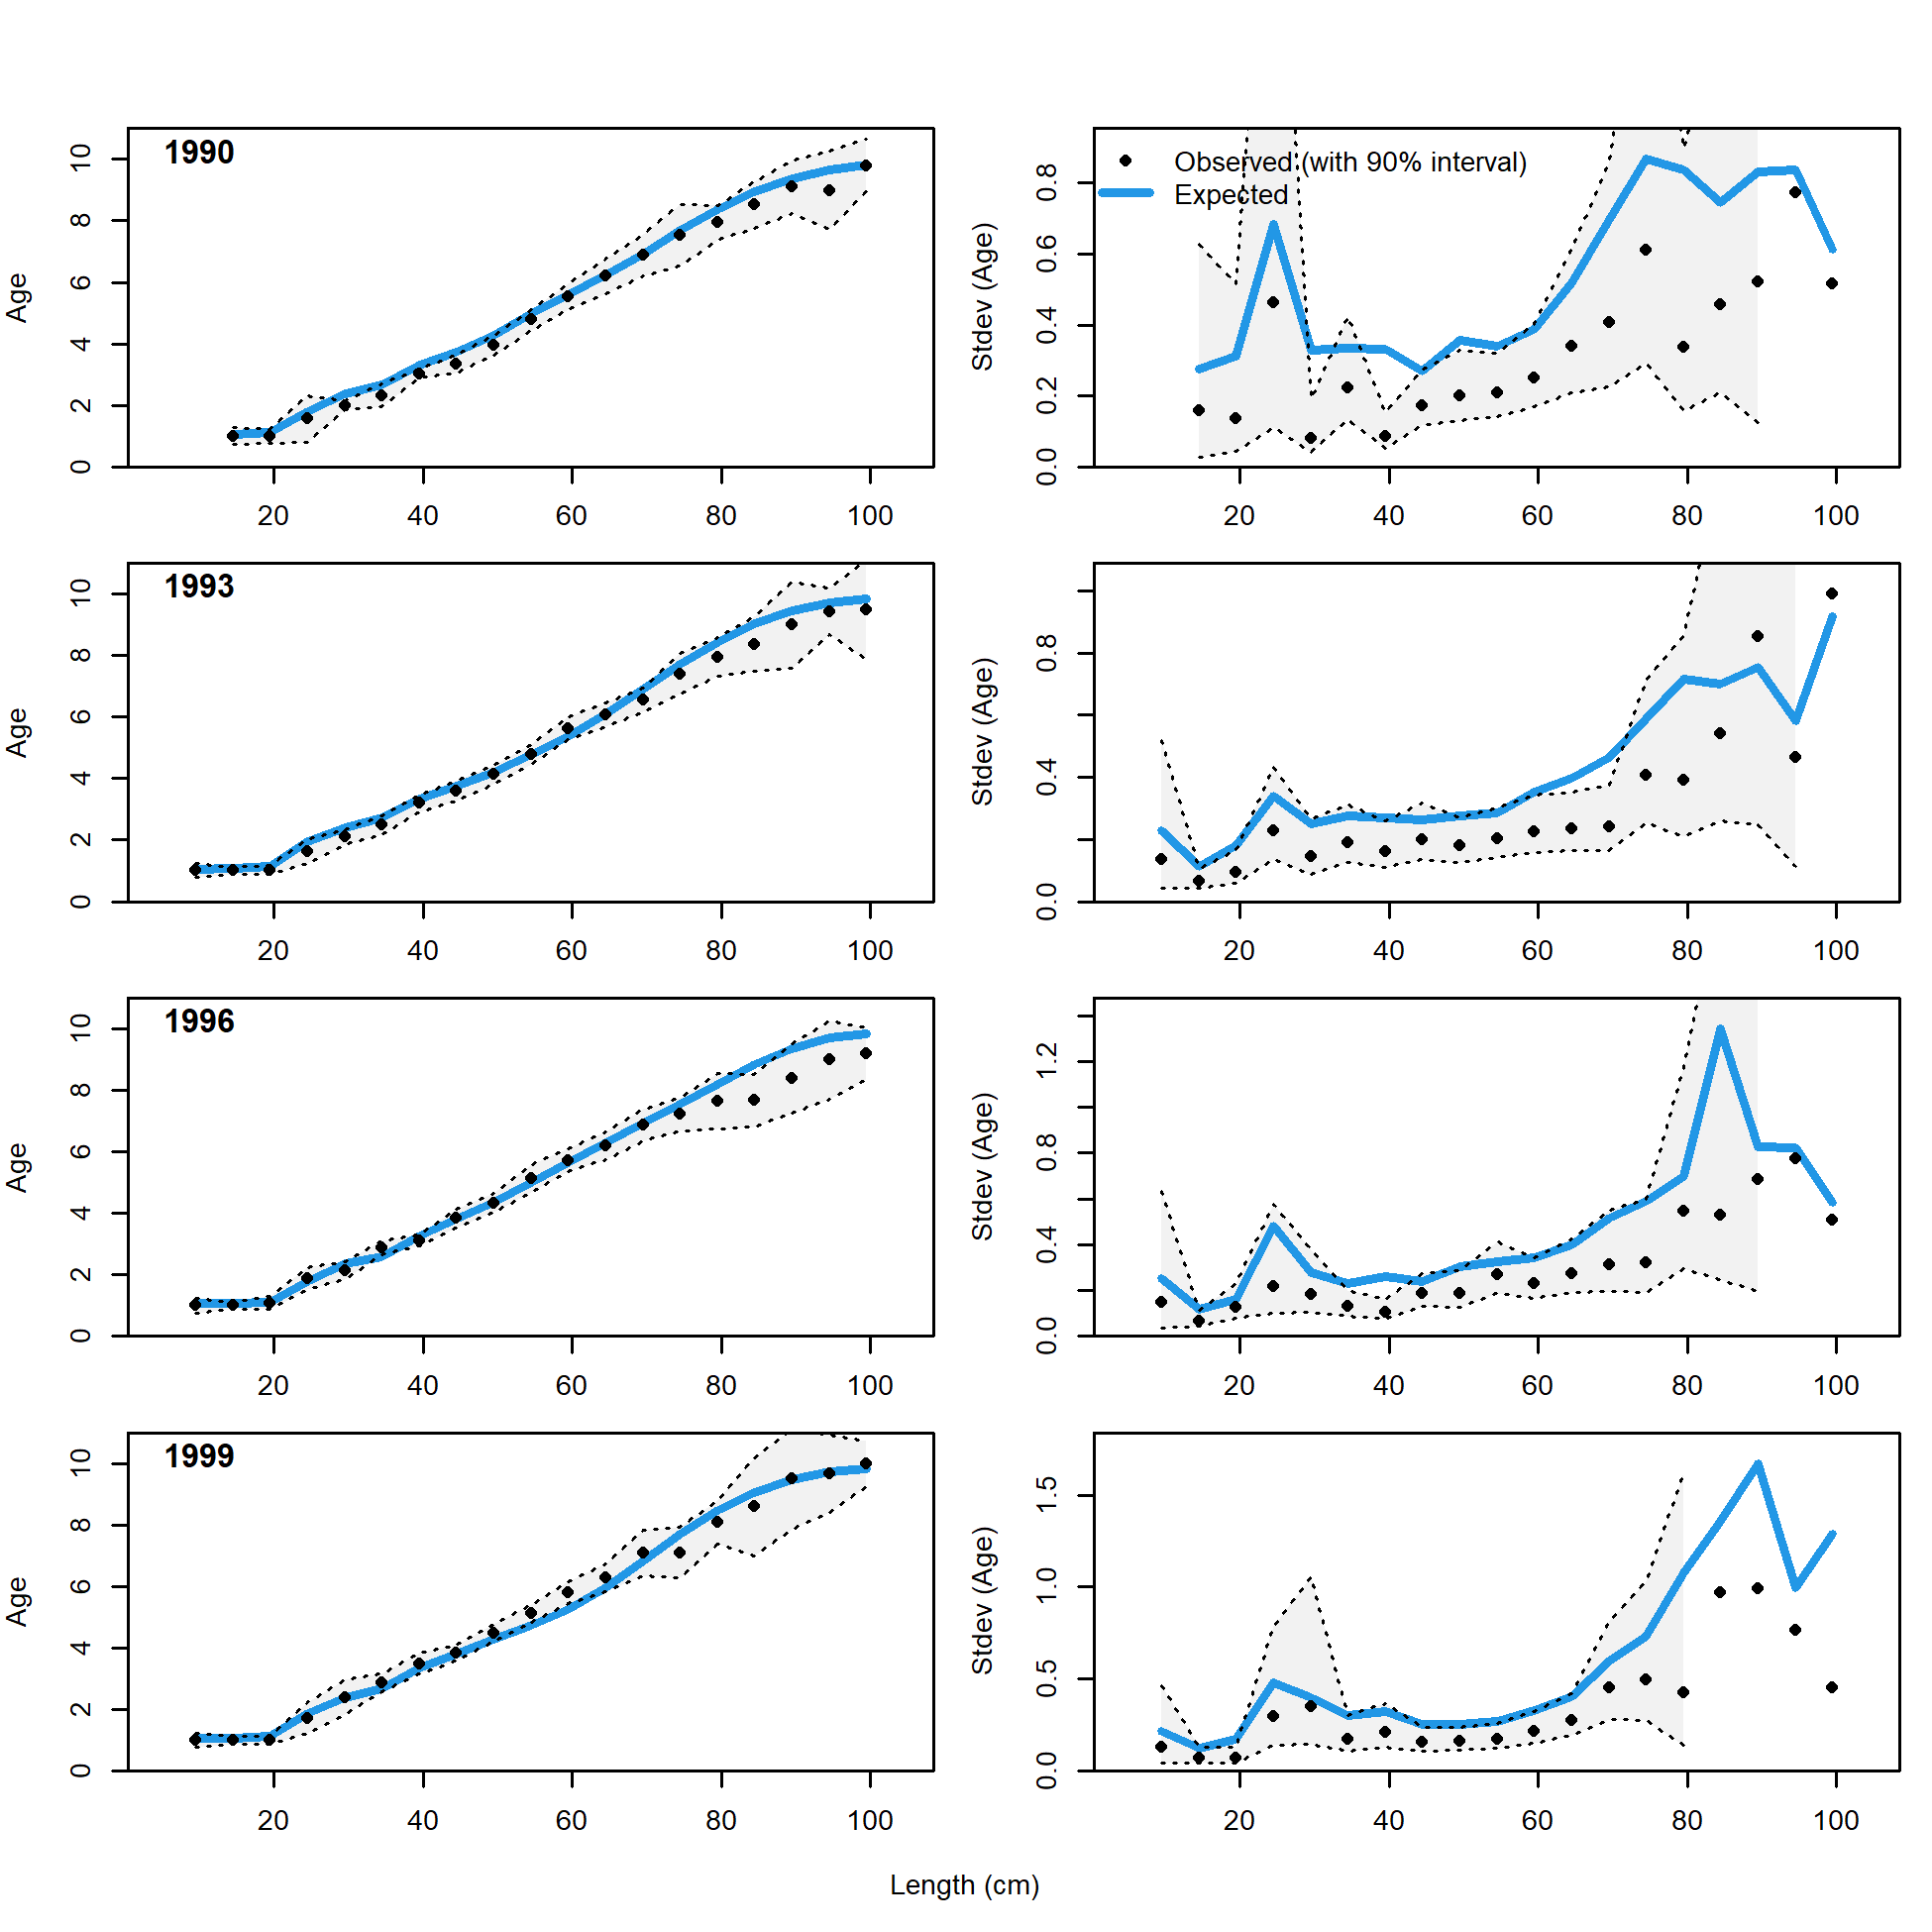 1990
Age
0 2 4 6 8 10
20 40 60 80 100
Observed (with 90% interval)
Expected
Stdev (Age)
0.0 0.2 0.4 0.6 0.8
20 40 60 80 100
1993
Age
0 2 4 6 8 10
20 40 60 80 100
Stdev (Age)
0.0 0.4 0.8
20 40 60 80 100
1996
Age
0 2 4 6 8 10
20 40 60 80 100
Stdev (Age)
0.0 0.4 0.8 1.2
20 40 60 80 100
1999
Age
0 2 4 6 8 10
20 40 60 80 100
Stdev (Age)
0.0 0.5 1.0 1.5
20 40 60 80 100
Length (cm)